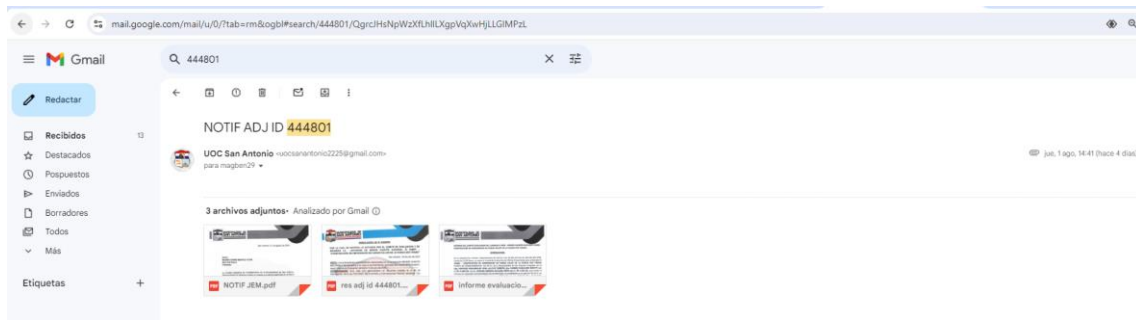 mail.google.com/mail/u/0/?tab=rm&ogbl#search/444801/QgrcJHsNpWzXfLhllLXgpVqXwHjLLGlMPzL
Gmail
444801
Redactar
NOTIF ADJ ID 444801
Recibidos 13
UOC San Antonio <uocsanantonio2225@gmail.com>
jue, 1 ago, 14:41 (hace 4 días)
para magben29
Destacados
Pospuestos
Enviados
Borradores
3 archivos adjuntos • Analizado por Gmail
Todos
Más
Etiquetas +
NOTIF JEM.pdf
res adj id 444801....
informe evaluacio...